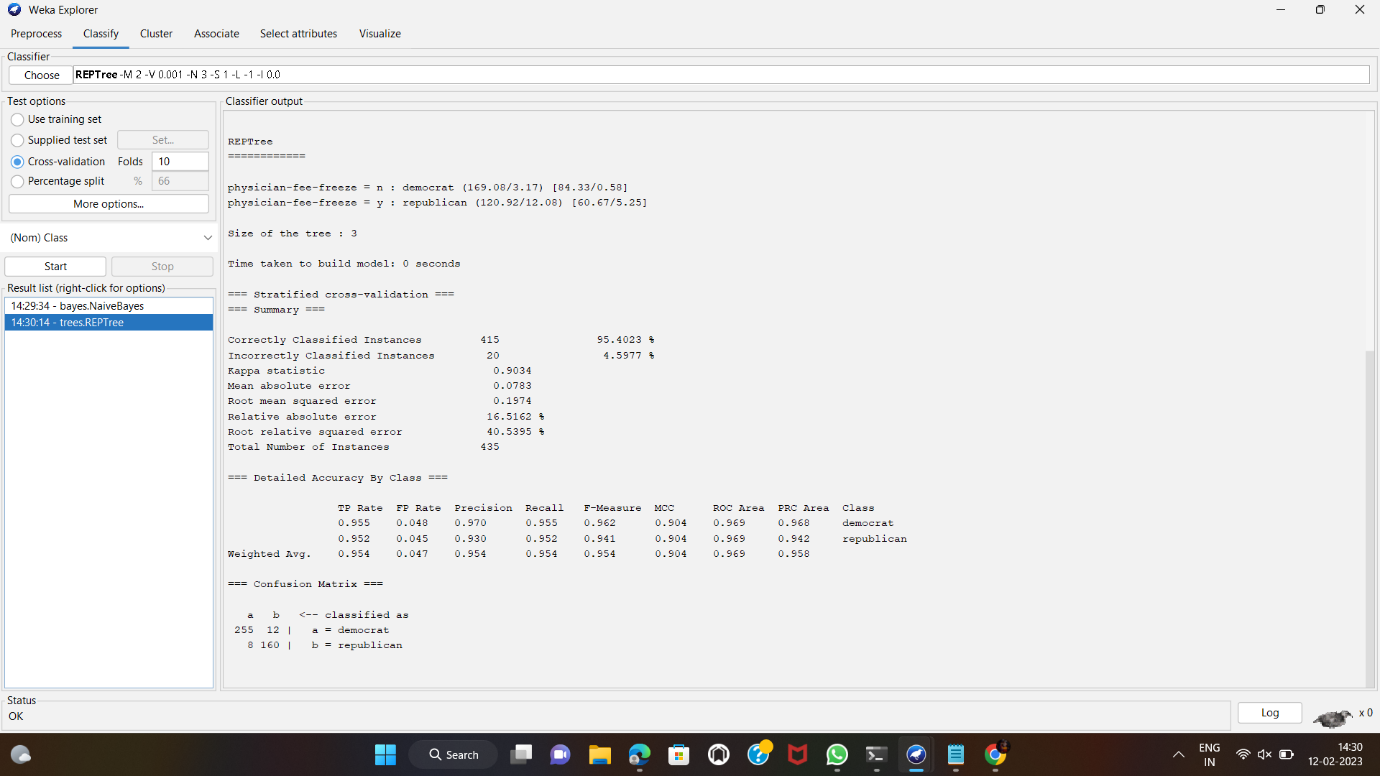 Weka Explorer
Preprocess Classify Cluster Associate Select attributes Visualize
Classifier
Choose REPTree -M 2 -V 0.001 -N 3 -S 1 -L -1 -I 0.0
Test options
Use training set
Supplied test set Set...
Cross-validation Folds 10
Percentage split % 66
More options...
(Nom) Class
Start Stop
Result list (right-click for options)
14:29:34 - bayes.NaiveBayes
14:30:14 - trees.REPTree
Classifier output
REPTree
============
physician-fee-freeze = n : democrat (169.08/3.17) [84.33/0.58]
physician-fee-freeze = y : republican (120.92/12.08) [60.67/5.25]
Size of the tree : 3
Time taken to build model: 0 seconds
=== Stratified cross-validation ===
=== Summary ===
Correctly Classified Instances 415 95.4023 %
Incorrectly Classified Instances 20 4.5977 %
Kappa statistic 0.9034
Mean absolute error 0.0783
Root mean squared error 0.1974
Relative absolute error 16.5162 %
Root relative squared error 40.5395 %
Total Number of Instances 435
=== Detailed Accuracy By Class ===
TP Rate FP Rate Precision Recall F-Measure MCC ROC Area PRC Area Class
0.955 0.048 0.970 0.955 0.962 0.904 0.969 0.968 democrat
0.952 0.045 0.930 0.952 0.941 0.904 0.969 0.942 republican
Weighted Avg. 0.954 0.047 0.954 0.954 0.954 0.904 0.969 0.958
=== Confusion Matrix ===
a b <-- classified as
255 12 | a = democrat
8 160 | b = republican
Status
OK
Log
x 0
Search
ENG
IN
14:30
12-02-2023